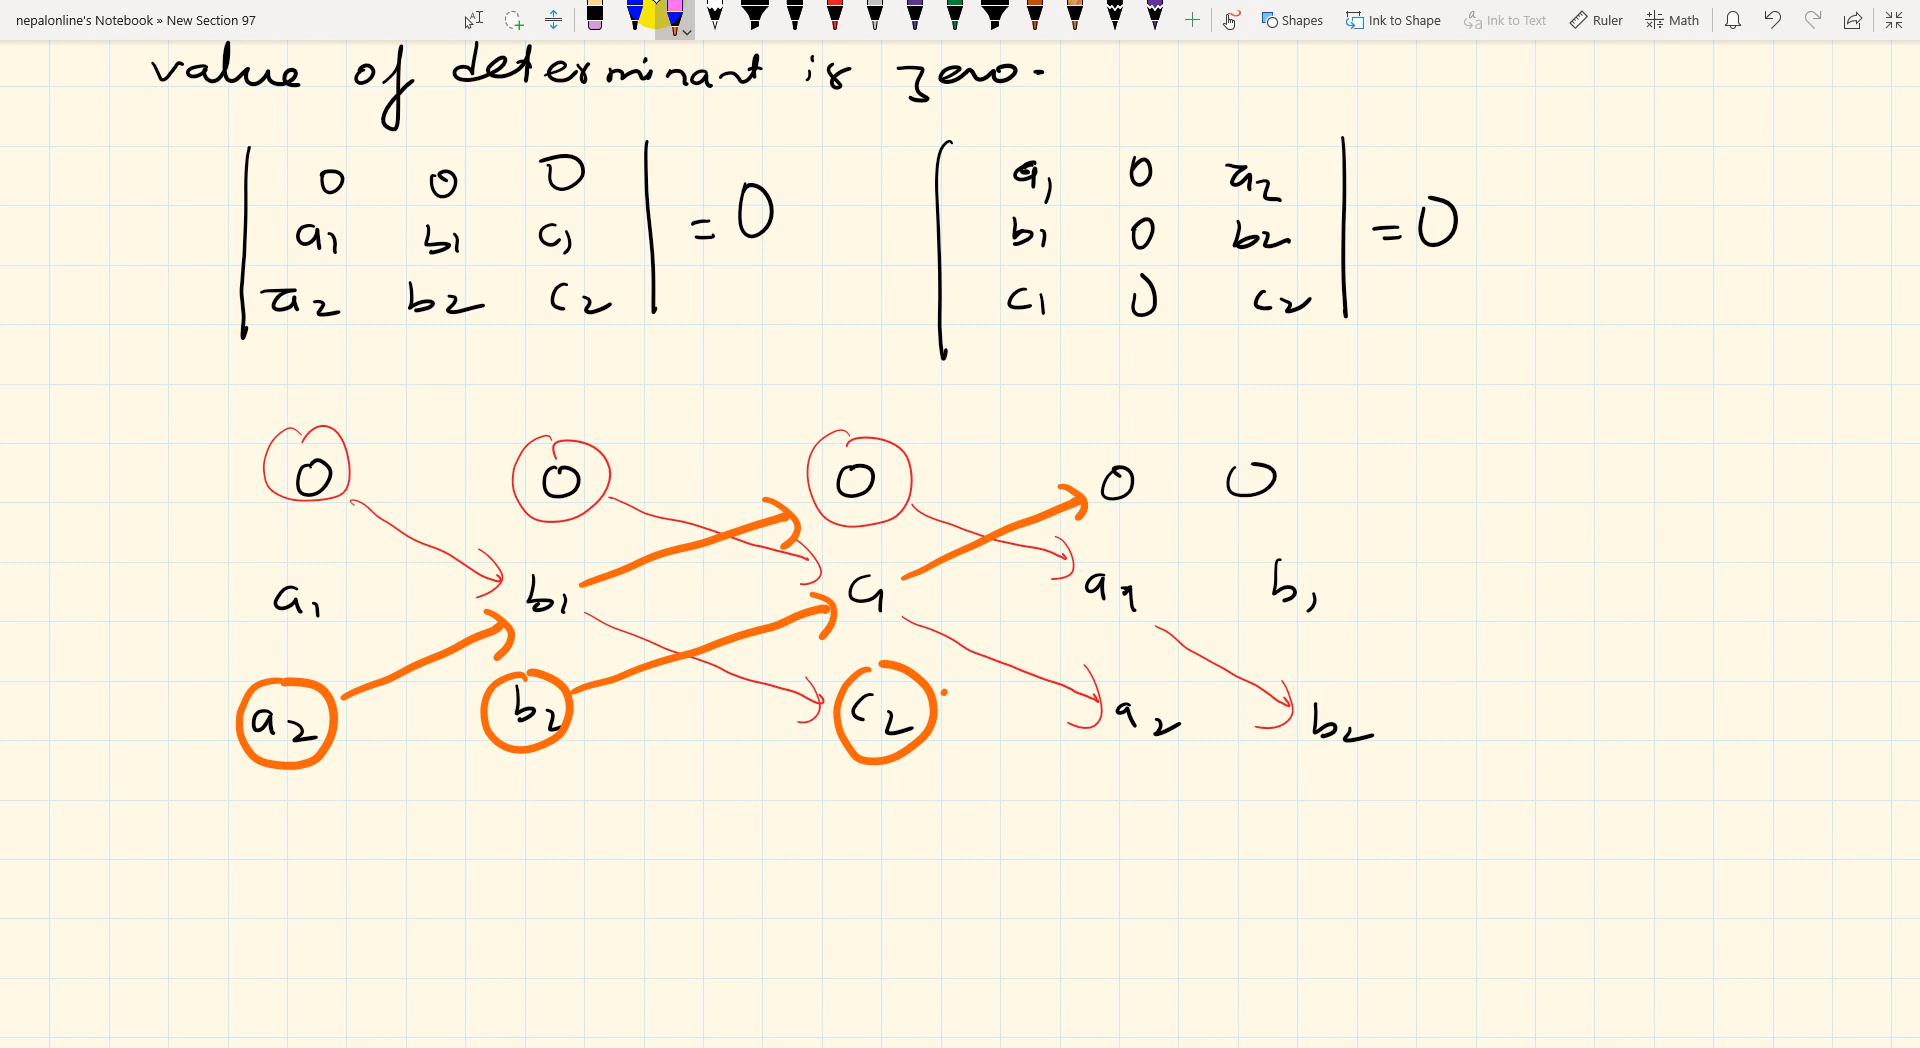 nepalonline's Notebook » New Section 97
Shapes Ink to Shape Ink to Text Ruler Math
value of determinant is zero.
0 0 0
a1 b1 c1 = 0
a2 b2 c2
a1 0 a2
b1 0 b2 = 0
c1 0 c2
0 0 0 0 0
a1 b1 c1 a1 b1
a2 b2 c2 a2 b2